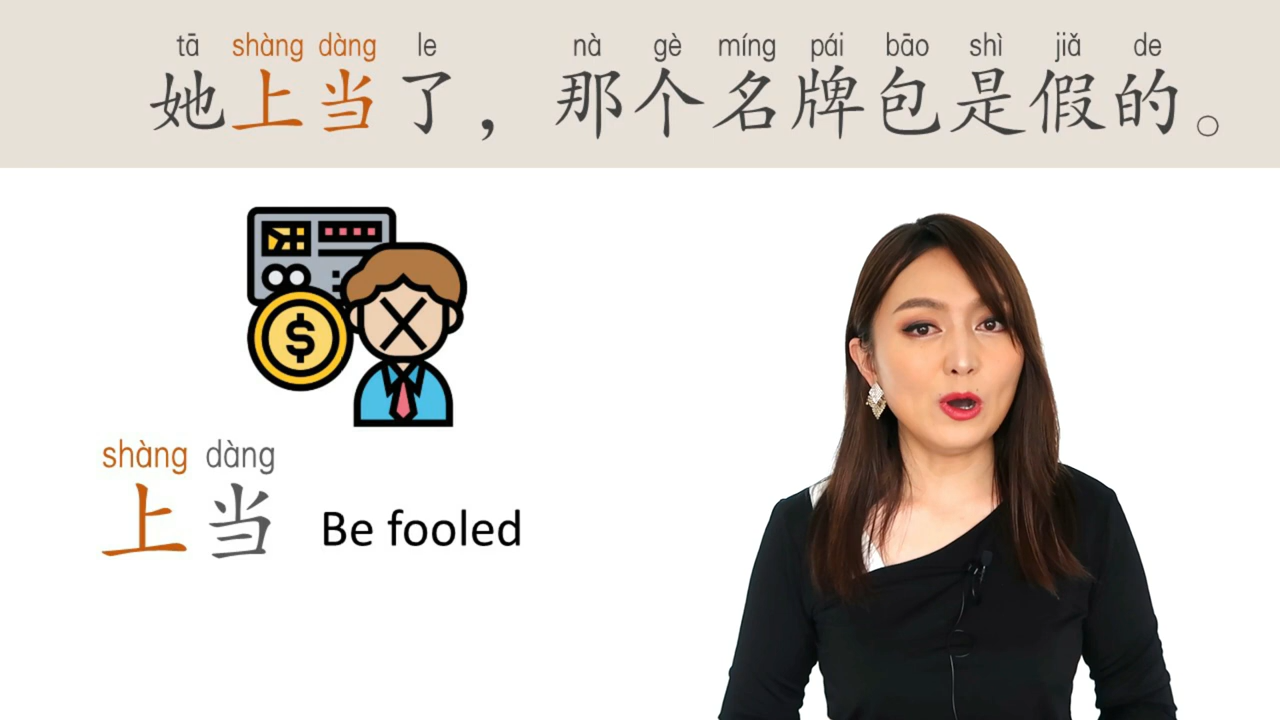 tā shàng dàng le nà gè míng pái bāo shì jiǎ de
她上当了，那个名牌包是假的。
shàng dàng
上当 Be fooled
$